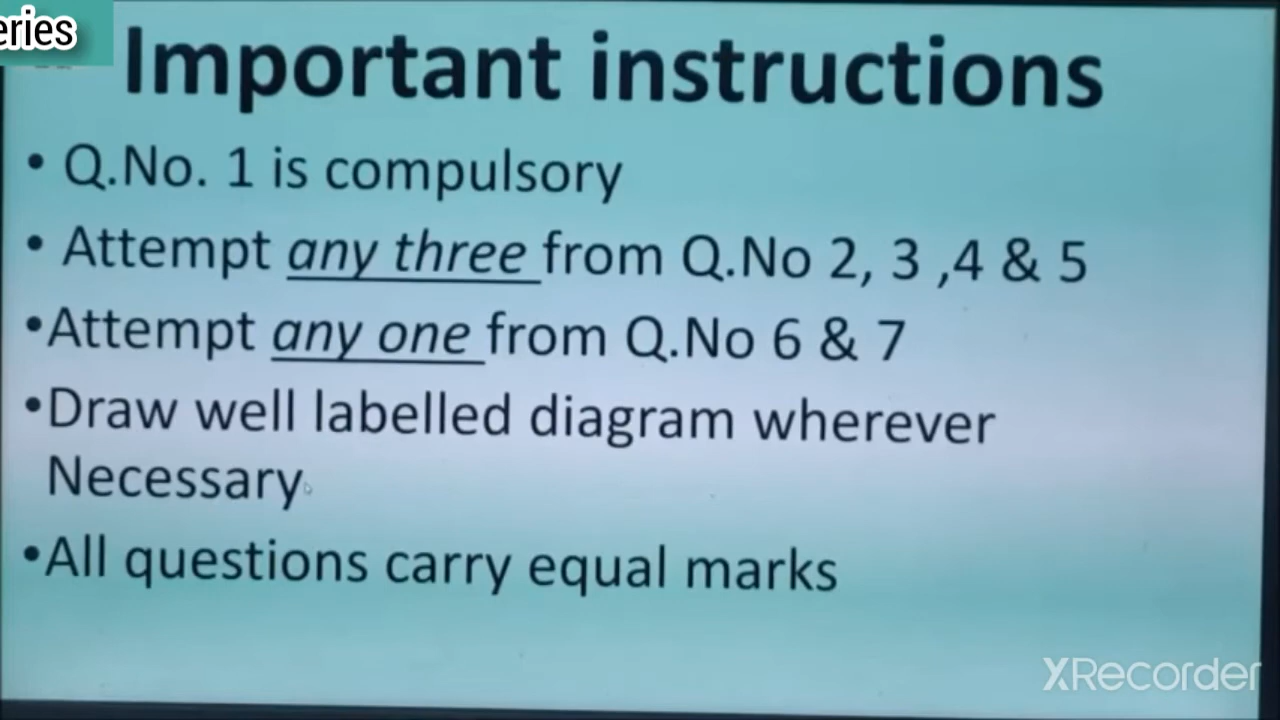 eries
Important instructions
• Q.No. 1 is compulsory
• Attempt any three from Q.No 2, 3 ,4 & 5
•Attempt any one from Q.No 6 & 7
•Draw well labelled diagram wherever
Necessary
•All questions carry equal marks
XRecorder